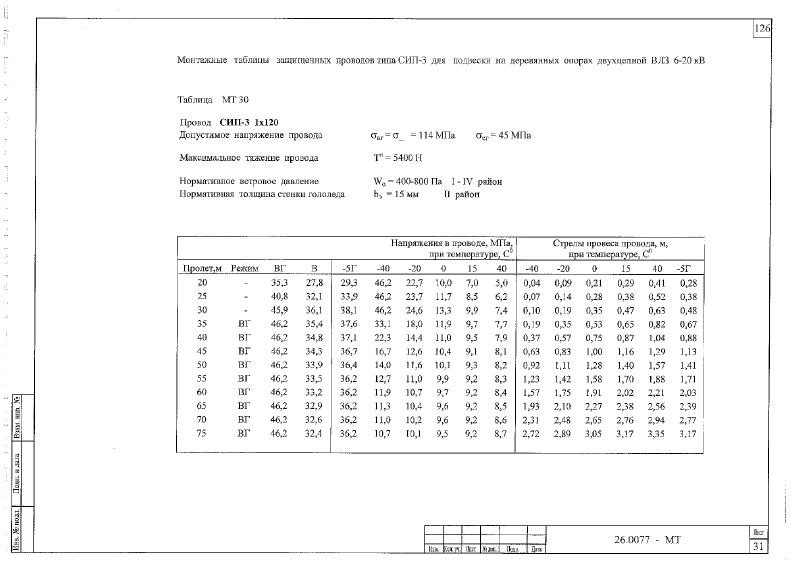 126
Монтажные таблицы защищенных проводов типа СИП-3 для подвески на деревянных опорах двухцепной ВЛЗ 6-20 кВ
Таблица МТ 30
Провод СИП-3 1х120
Допустимое напряжение провода σвг = σ_ = 114 МПа σсг = 45 МПа
Максимальное тяжение провода Тн = 5400 Н
Нормативное ветровое давление Wо = 400-800 Па I - IV район
Нормативная толщина стенки гололеда bэ = 15 мм II район
Напряжения в проводе, МПа, при температуре, С0 Стрелы провеса провода, м, при температуре, С0
Пролет,м Режим ВГ В -5Г -40 -20 0 15 40 -40 -20 0 15 40 -5Г
20 - 35,3 27,8 29,3 46,2 22,7 10,0 7,0 5,0 0,04 0,09 0,21 0,29 0,41 0,28
25 - 40,8 32,1 33,9 46,2 23,7 11,7 8,5 6,2 0,07 0,14 0,28 0,38 0,52 0,38
30 - 45,9 36,1 38,1 46,2 24,6 13,3 9,9 7,4 0,10 0,19 0,35 0,47 0,63 0,48
35 ВГ 46,2 35,4 37,6 33,1 18,0 11,9 9,7 7,7 0,19 0,35 0,53 0,65 0,82 0,67
40 ВГ 46,2 34,8 37,1 22,3 14,4 11,0 9,5 7,9 0,37 0,57 0,75 0,87 1,04 0,88
45 ВГ 46,2 34,3 36,7 16,7 12,6 10,4 9,1 8,1 0,63 0,83 1,00 1,16 1,29 1,13
50 ВГ 46,2 33,9 36,4 14,0 11,6 10,1 9,3 8,2 0,92 1,11 1,28 1,40 1,57 1,41
55 ВГ 46,2 33,5 36,2 12,7 11,0 9,9 9,2 8,3 1,23 1,42 1,58 1,70 1,88 1,71
60 ВГ 46,2 33,2 36,2 11,9 10,7 9,7 9,2 8,4 1,57 1,75 1,91 2,02 2,21 2,03
65 ВГ 46,2 32,9 36,2 11,3 10,4 9,6 9,2 8,5 1,93 2,10 2,27 2,38 2,56 2,39
70 ВГ 46,2 32,6 36,2 11,0 10,2 9,6 9,2 8,6 2,31 2,48 2,65 2,76 2,94 2,77
75 ВГ 46,2 32,4 36,2 10,7 10,1 9,5 9,2 8,7 2,72 2,89 3,05 3,17 3,35 3,17
Взам. инв. №
Подп. и дата
Инв. № подл.
Изм. Кол. уч. Лист № док. Подп. Дата
26.0077 - МТ
Лист
31